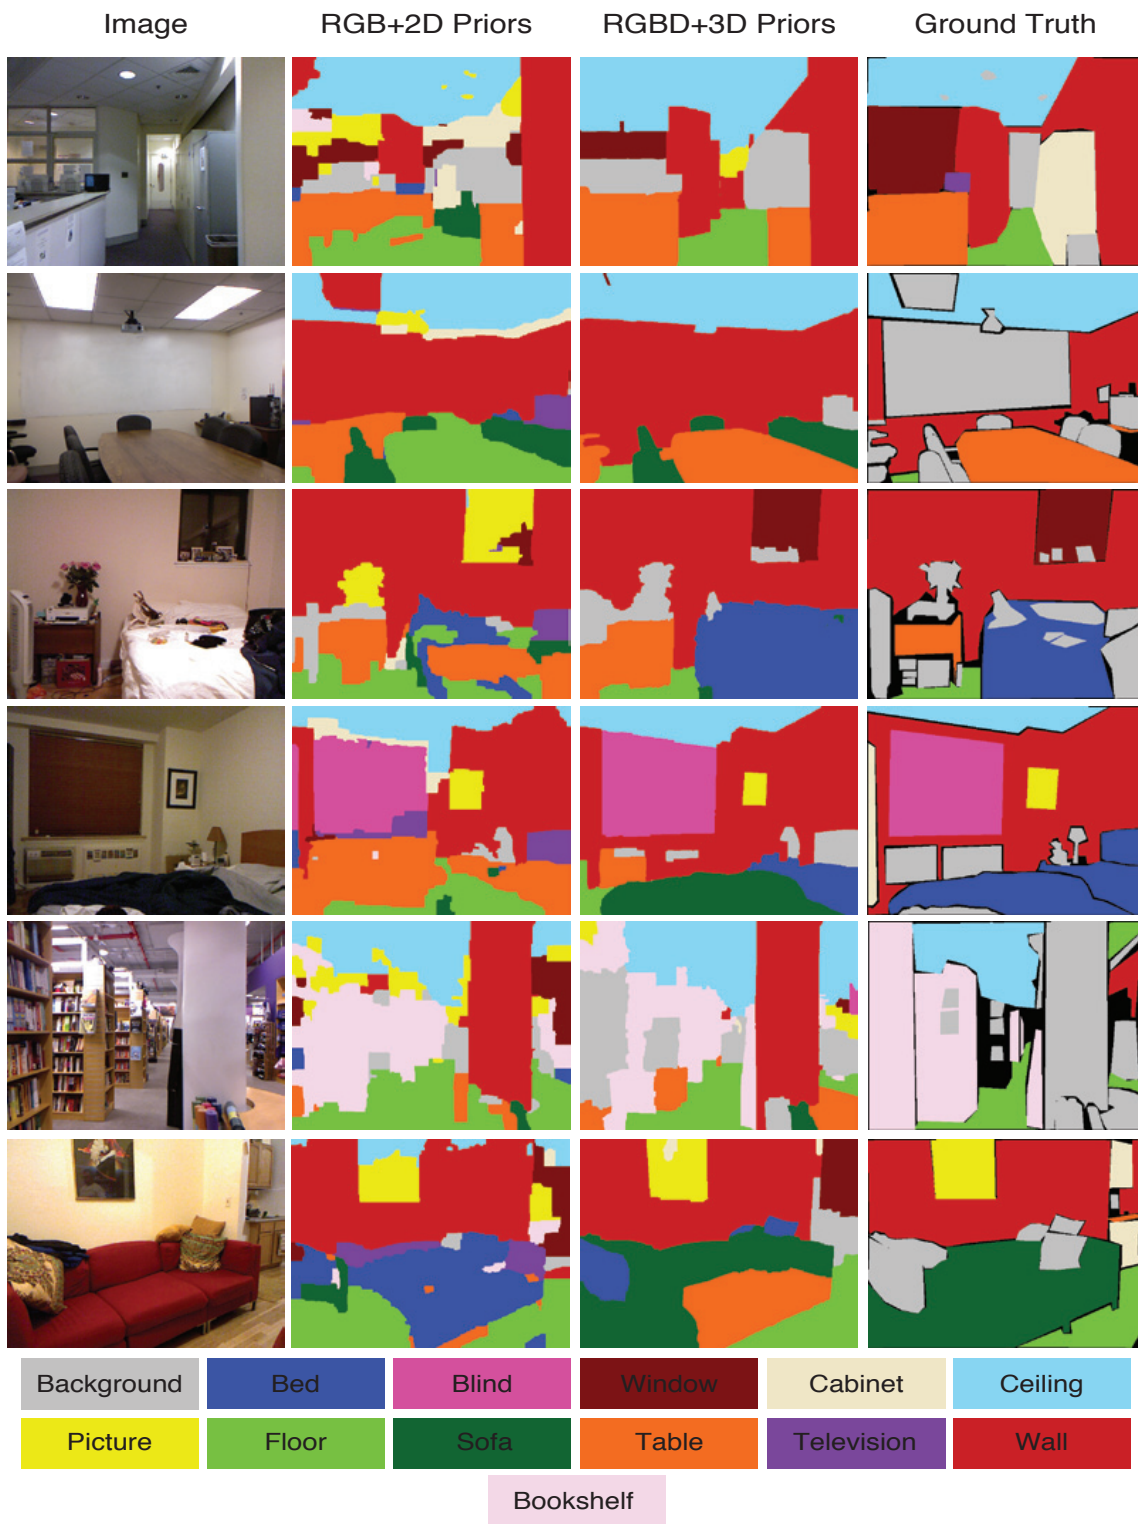 Image RGB+2D Priors RGBD+3D Priors Ground Truth
Background Bed Blind Window Cabinet Ceiling
Picture Floor Sofa Table Television Wall
Bookshelf